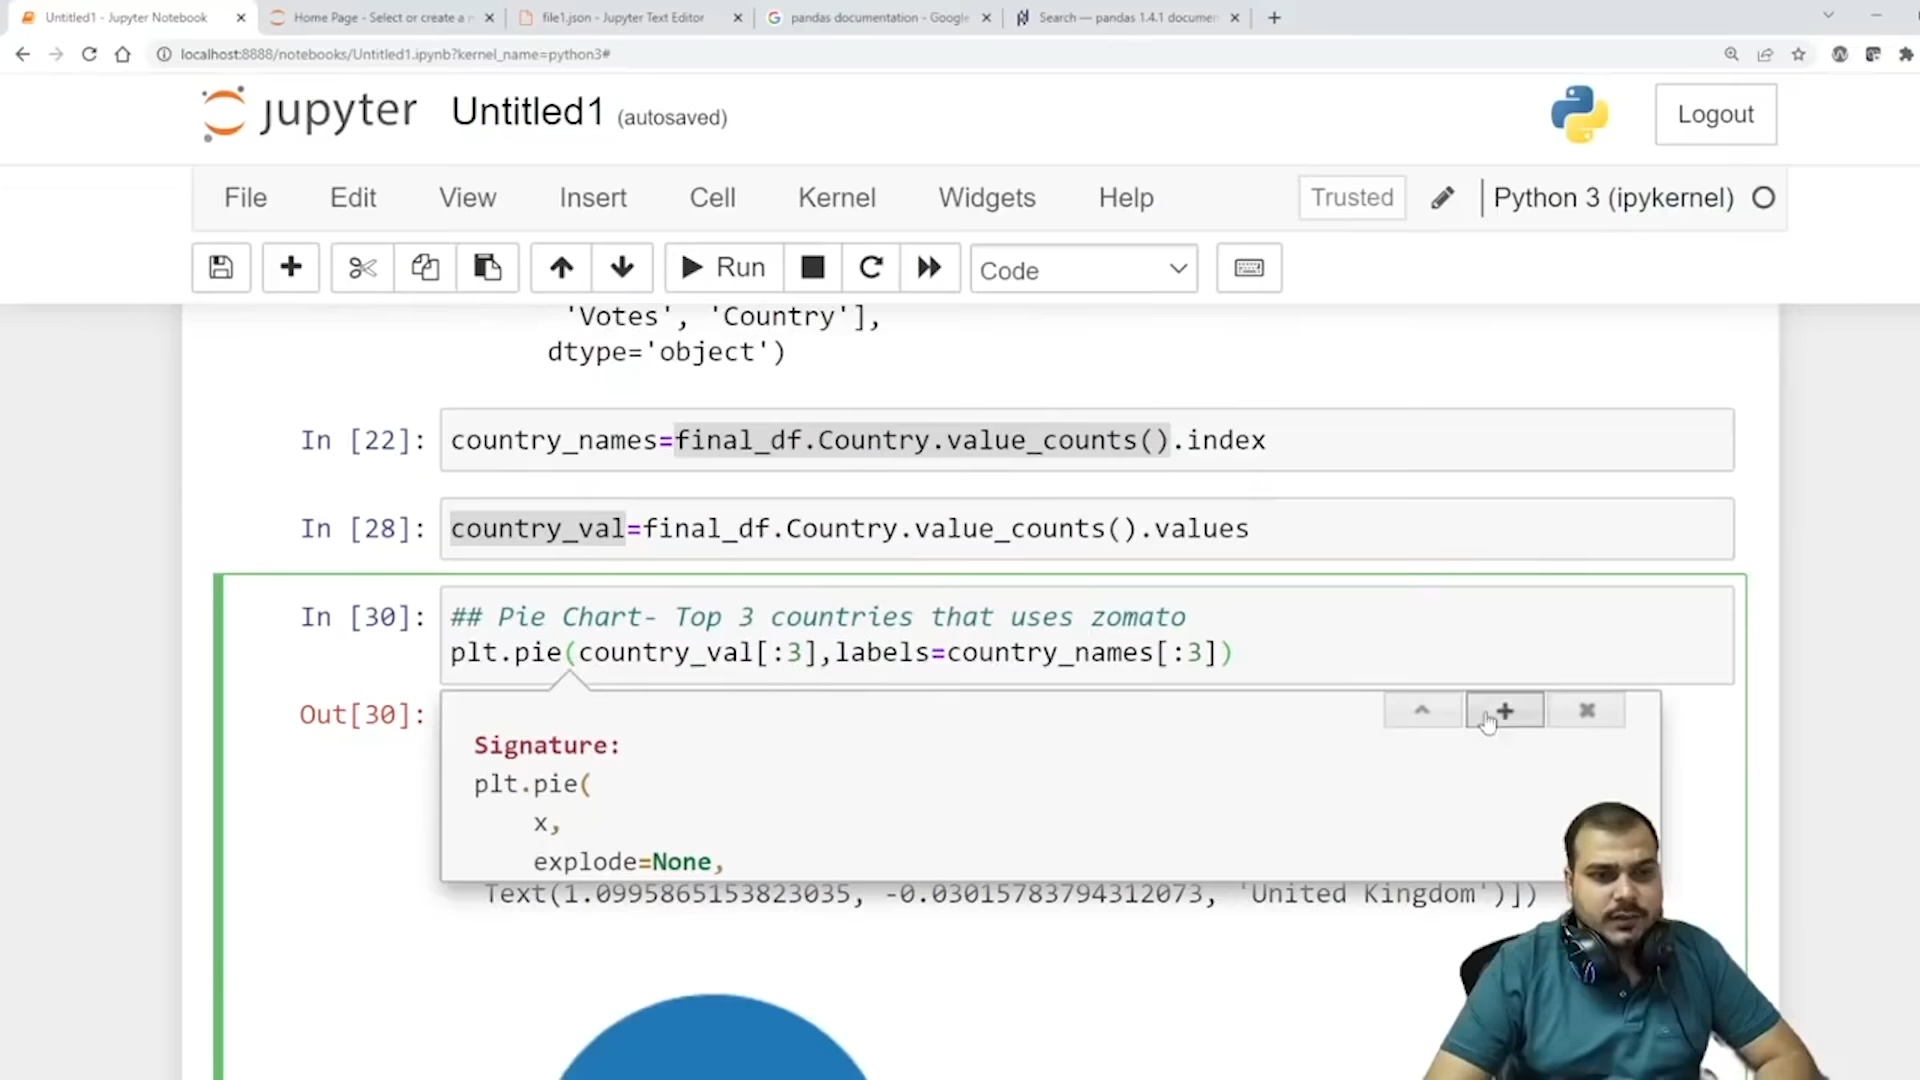 Untitled1 - Jupyter Notebook
Home Page - Select or create a n
file1.json - Jupyter Text Editor
pandas documentation - Google
Search — pandas 1.4.1 documen
localhost:8888/notebooks/Untitled1.ipynb?kernel_name=python3#
jupyter Untitled1 (autosaved)
Logout
File Edit View Insert Cell Kernel Widgets Help Trusted Python 3 (ipykernel)
Run Code
'Votes', 'Country'],
dtype='object')
In [22]: country_names=final_df.Country.value_counts().index
In [28]: country_val=final_df.Country.value_counts().values
In [30]: ## Pie Chart- Top 3 countries that uses zomato
plt.pie(country_val[:3],labels=country_names[:3])
Out[30]:
Signature:
plt.pie(
x,
explode=None,
Text(1.0995865153823035, -0.03015783794312073, 'United Kingdom')])